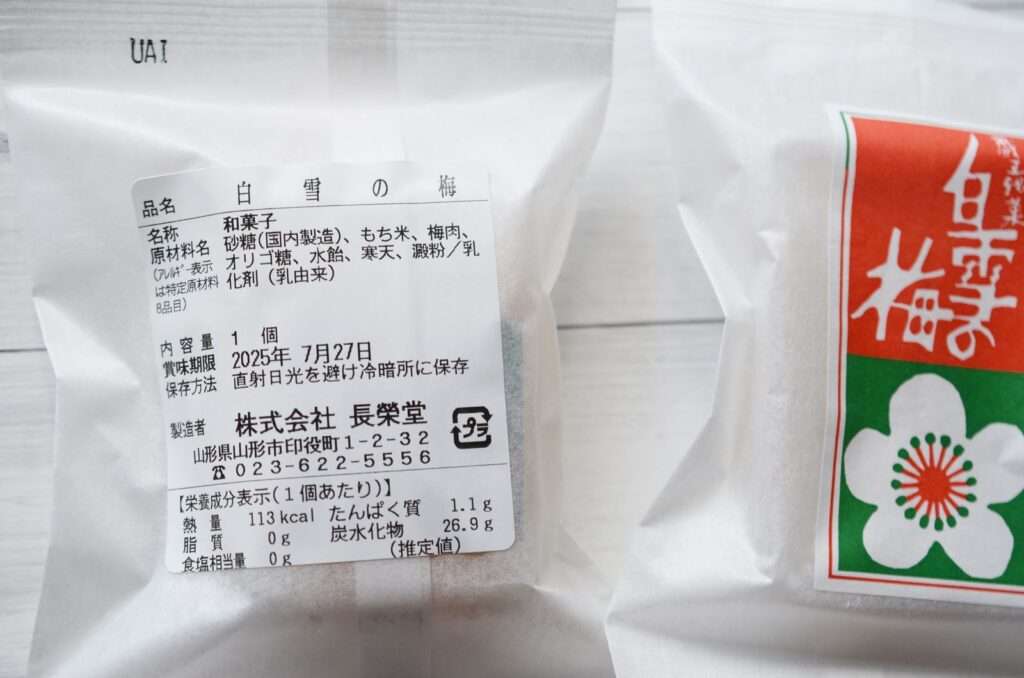 UAI
品名 白雪の梅
名称 和菓子
原材料名 砂糖(国内製造)、もち米、梅肉、
(アレルギー表示 オリゴ糖、水飴、寒天、澱粉/乳
は特定原材料 化剤(乳由来)
8品目)
内容量 1個
賞味期限 2025年 7月27日
保存方法 直射日光を避け冷暗所に保存
製造者 株式会社 長榮堂
山形県山形市印役町1-2-32
☎023-622-5556
プラ
【栄養成分表示(1個あたり)】
熱量 113kcal たんぱく質 1.1g
脂質 0g 炭水化物 26.9g
食塩相当量 0g (推定値)
白雪の
梅